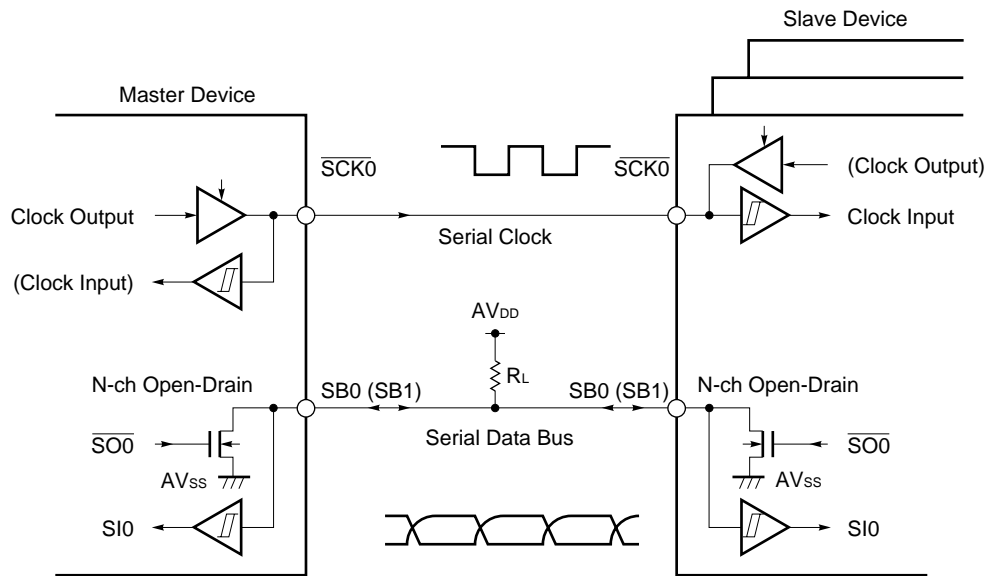 Slave Device
Master Device
SCK0
SCK0
(Clock Output)
Clock Output
Clock Input
Serial Clock
(Clock Input)
AVDD
RL
N-ch Open-Drain
SB0 (SB1)
SB0 (SB1)
N-ch Open-Drain
SO0
Serial Data Bus
SO0
AVSS
AVSS
SI0
SI0